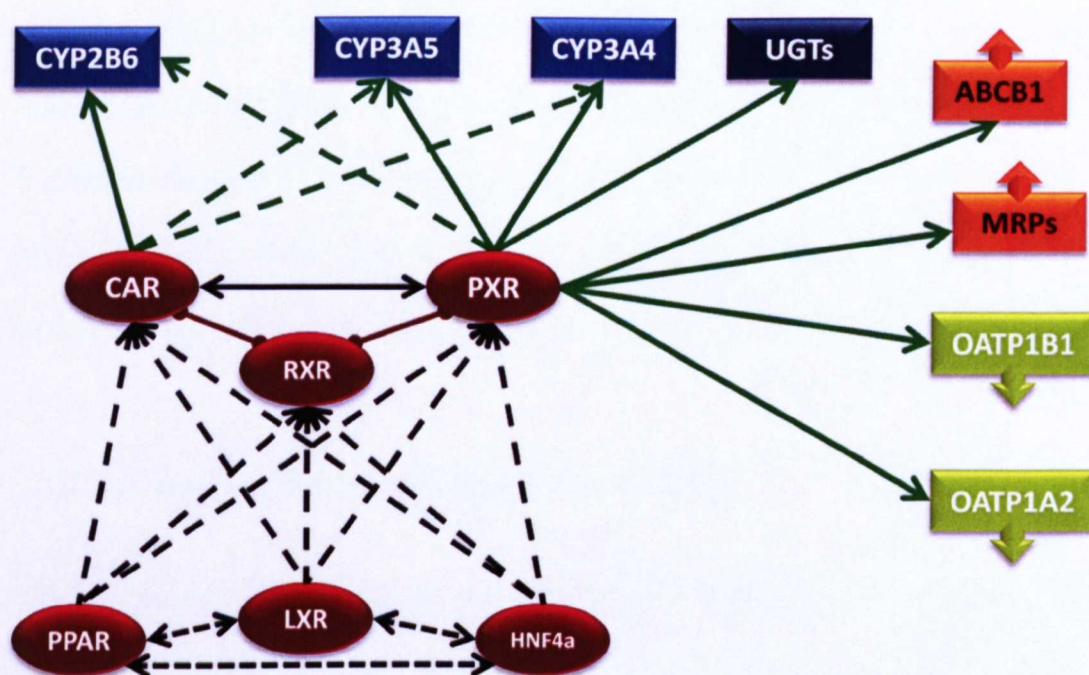 CYP2B6
CYP3A5
CYP3A4
UGTs
ABCB1
MRPs
CAR
PXR
RXR
OATP1B1
OATP1A2
PPAR
LXR
HNF4a